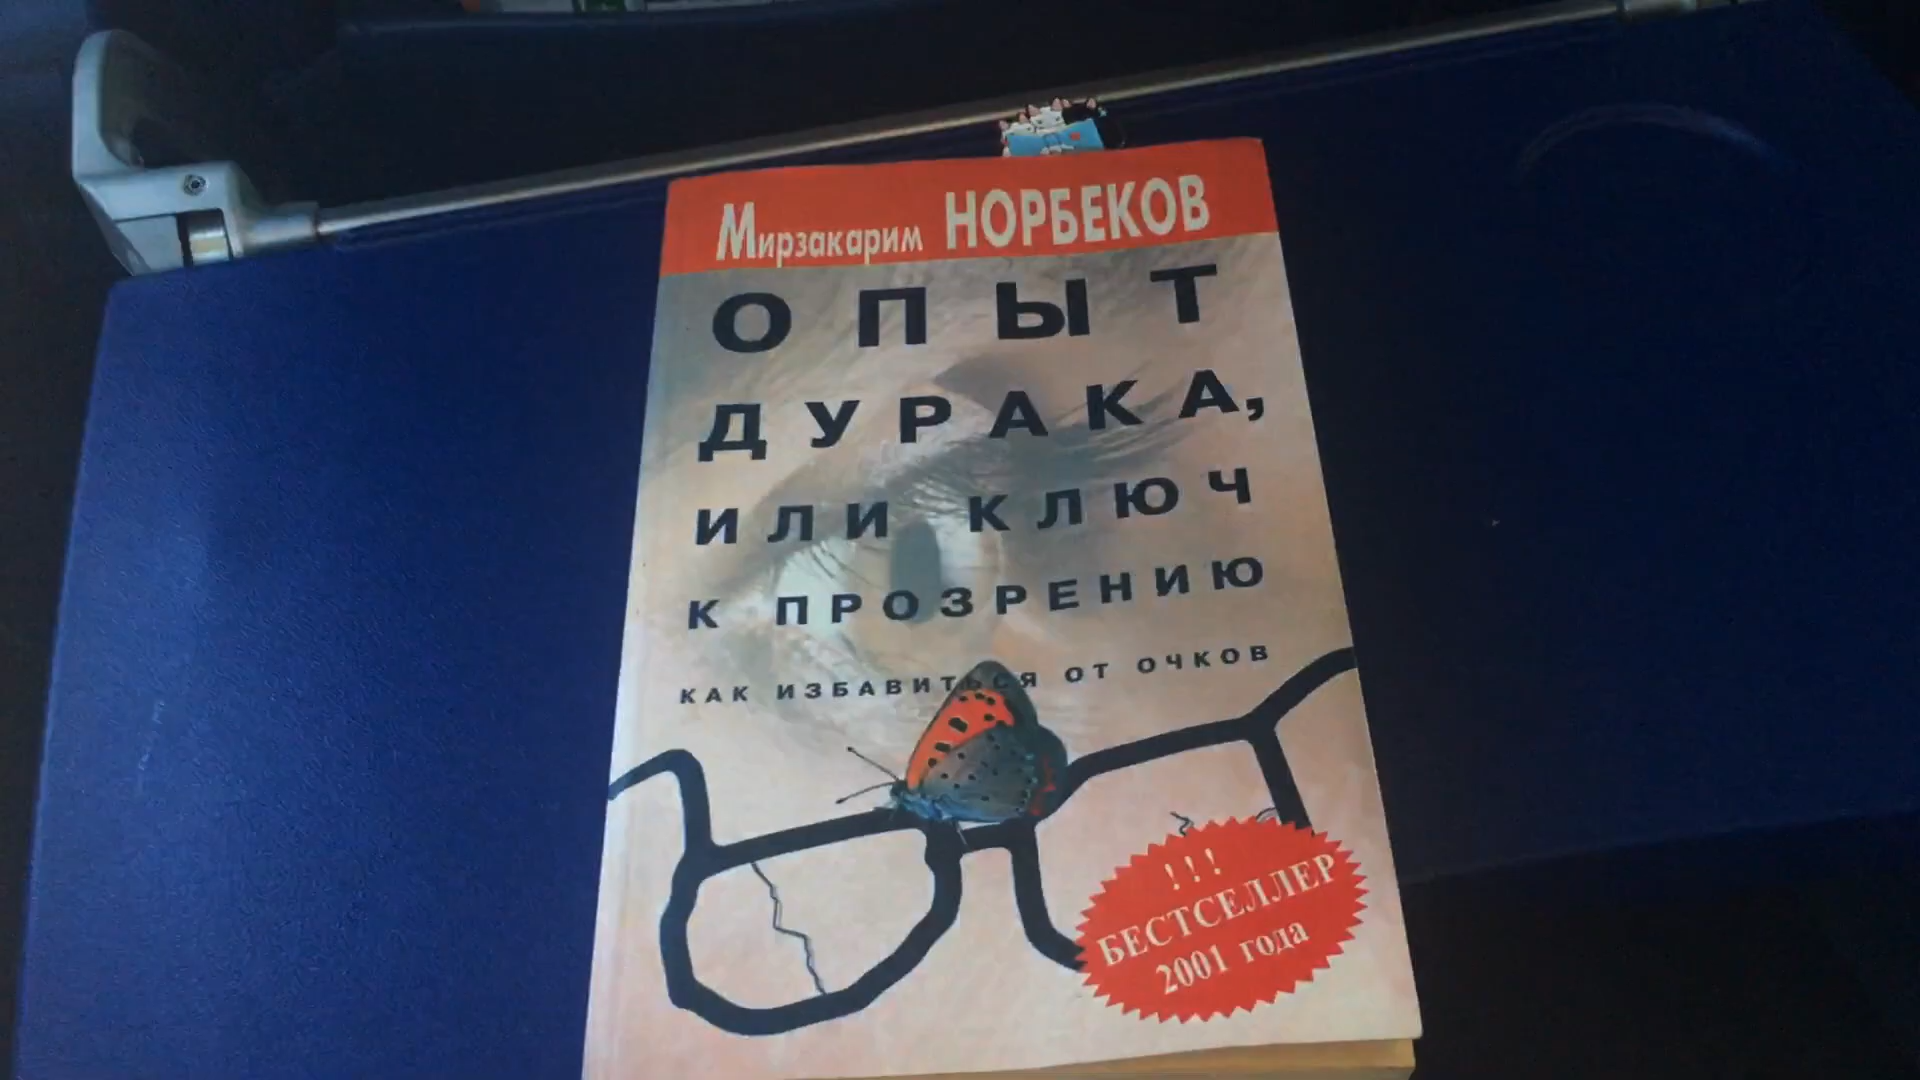 Мирзакарим НОРБЕКОВ
ОПЫТ
ДУРАКА,
ИЛИ КЛЮЧ
К ПРОЗРЕНИЮ
КАК ИЗБАВИТЬСЯ ОТ ОЧКОВ
!!!
БЕСТСЕЛЛЕР
2001 года